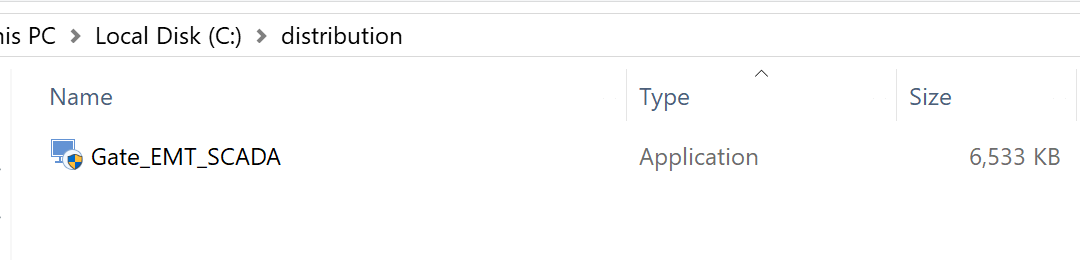 his PC > Local Disk (C:) > distribution
Name Type Size
Gate_EMT_SCADA Application 6,533 KB